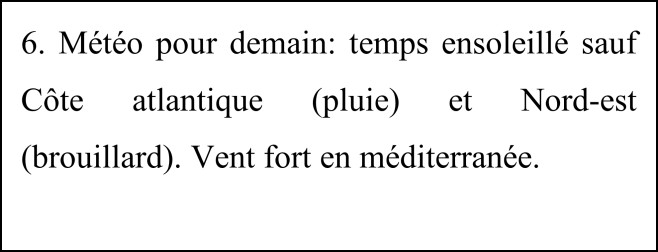 6. Météo pour demain: temps ensoleillé sauf
Côte atlantique (pluie) et Nord-est
(brouillard). Vent fort en méditerranée.